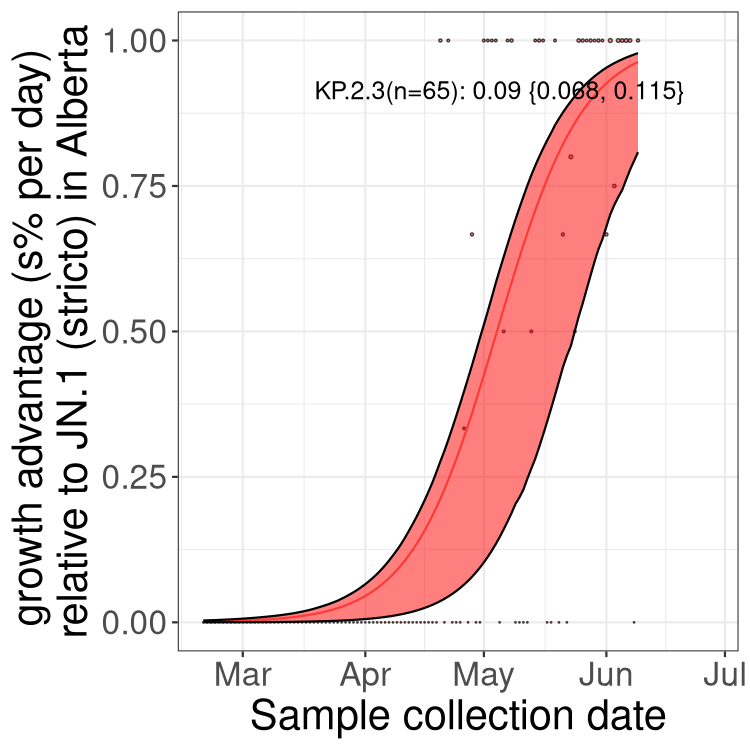 growth advantage (s% per day)
relative to JN.1 (stricto) in Alberta
1.00
0.75
0.50
0.25
0.00
KP.2.3(n=65): 0.09 {0.068, 0.115}
Mar Apr May Jun Jul
Sample collection date